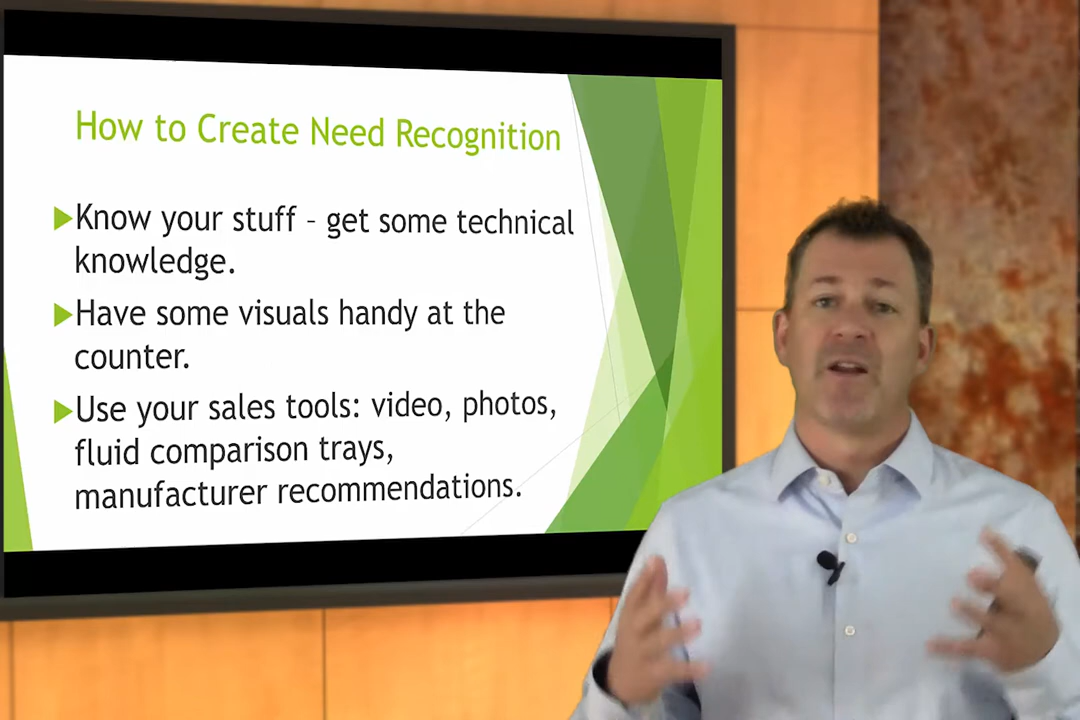 How to Create Need Recognition
Know your stuff – get some technical
knowledge.
Have some visuals handy at the
counter.
Use your sales tools: video, photos,
fluid comparison trays,
manufacturer recommendations.